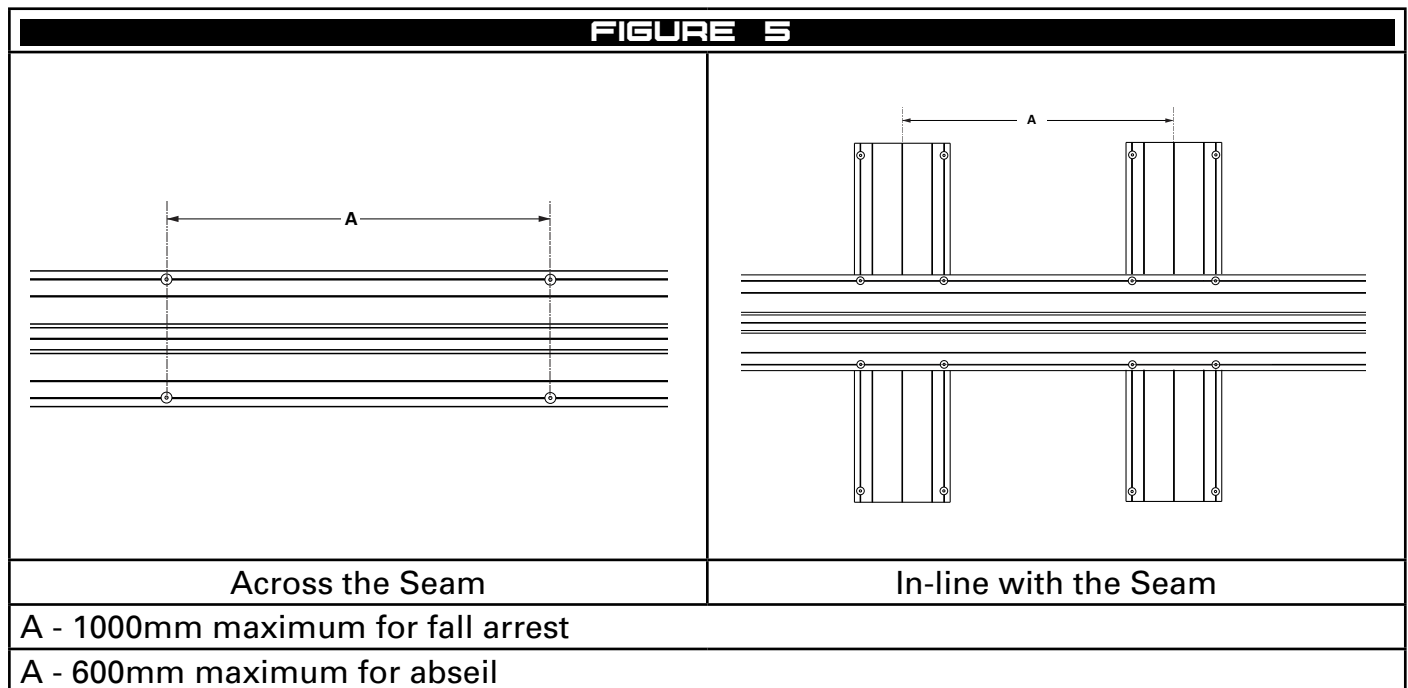 FIGURE 5
A
A
Across the Seam
In-line with the Seam
A - 1000mm maximum for fall arrest
A - 600mm maximum for abseil